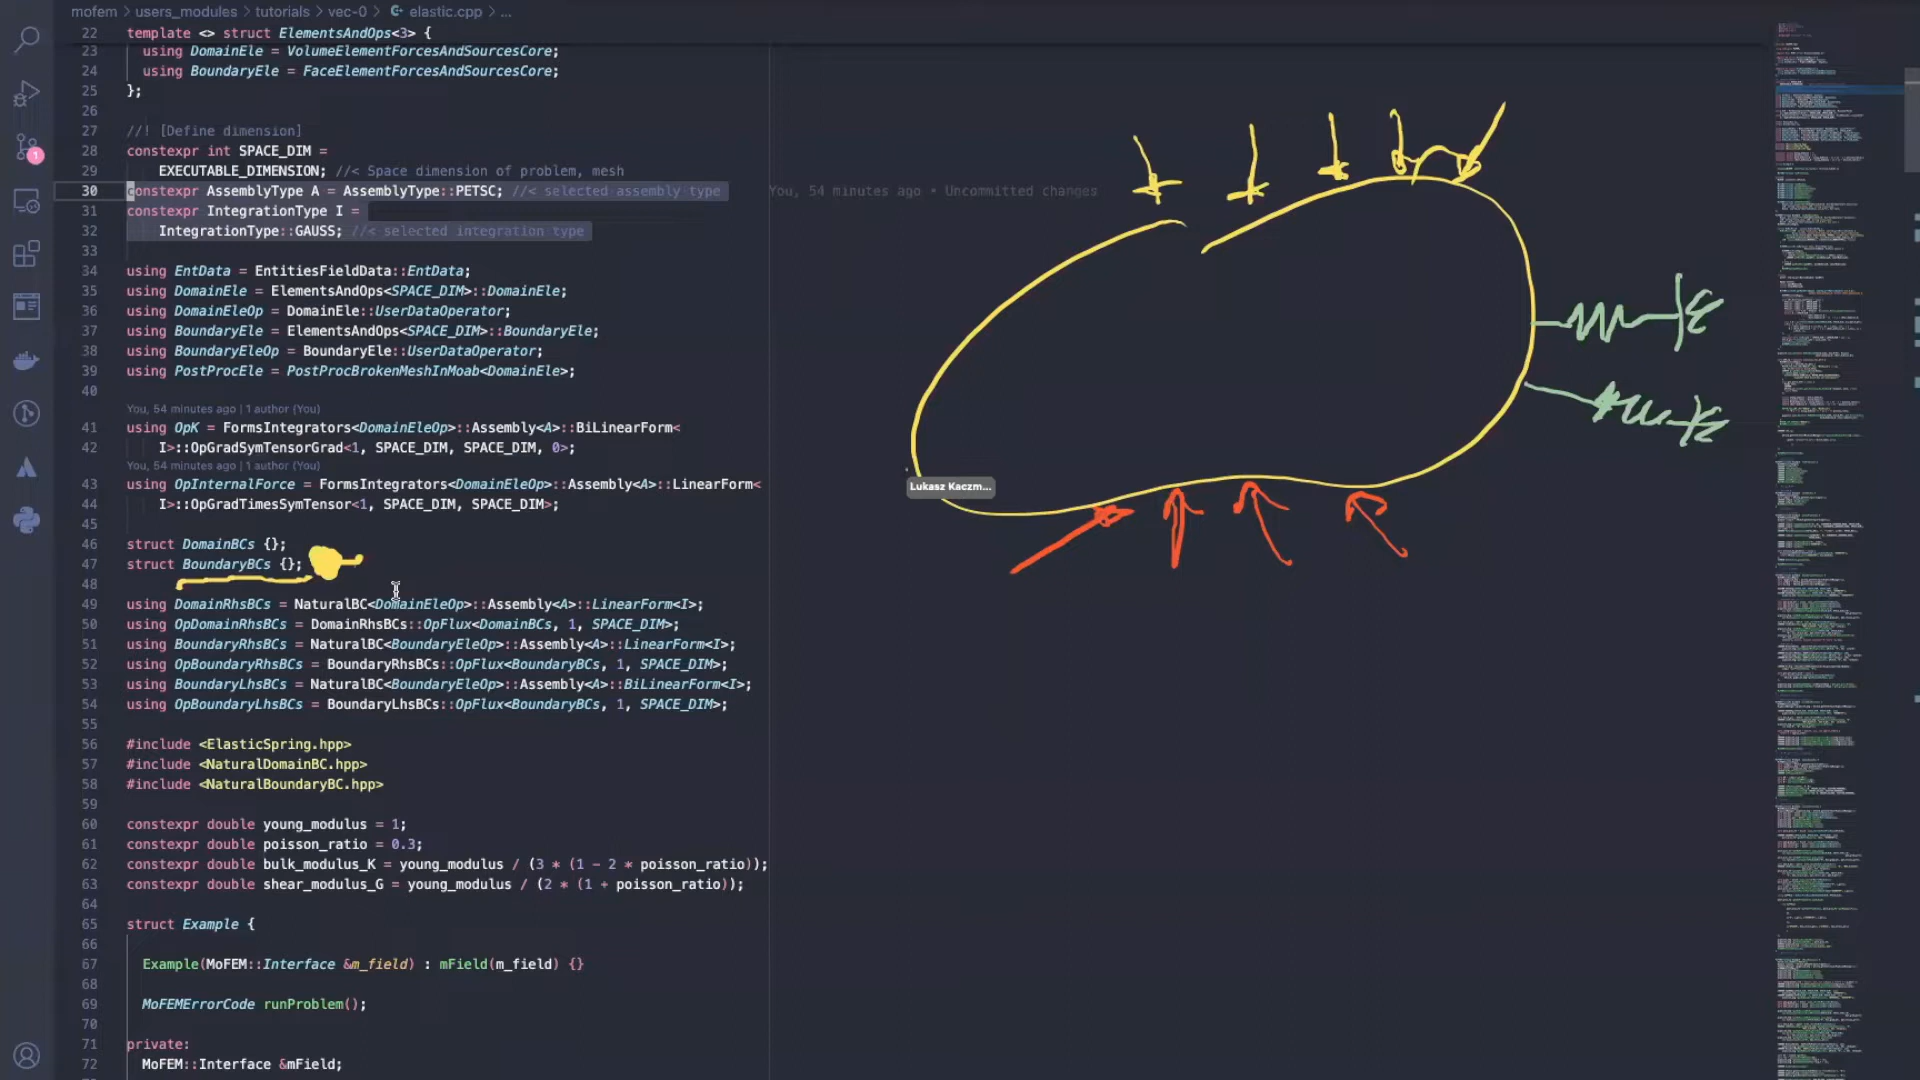 mofem > users_modules > tutorials > vec-0 > elastic.cpp > ...
22 template <> struct ElementsAndOps<3> {
23 using DomainEle = VolumeElementForcesAndSourcesCore;
24 using BoundaryEle = FaceElementForcesAndSourcesCore;
25 };
26
27 //! [Define dimension]
28 constexpr int SPACE_DIM =
29 EXECUTABLE_DIMENSION; //< Space dimension of problem, mesh
30 constexpr AssemblyType A = AssemblyType::PETSC; //< selected assembly type You, 54 minutes ago • Uncommitted changes
31 constexpr IntegrationType I =
32 IntegrationType::GAUSS; //< selected integration type
33
34 using EntData = EntitiesFieldData::EntData;
35 using DomainEle = ElementsAndOps<SPACE_DIM>::DomainEle;
36 using DomainEleOp = DomainEle::UserDataOperator;
37 using BoundaryEle = ElementsAndOps<SPACE_DIM>::BoundaryEle;
38 using BoundaryEleOp = BoundaryEle::UserDataOperator;
39 using PostProcEle = PostProcBrokenMeshInMoab<DomainEle>;
40
You, 54 minutes ago | 1 author (You)
41 using OpK = FormsIntegrators<DomainEleOp>::Assembly<A>::BiLinearForm<
42 I>::OpGradSymTensorGrad<1, SPACE_DIM, SPACE_DIM, 0>;
You, 54 minutes ago | 1 author (You)
43 using OpInternalForce = FormsIntegrators<DomainEleOp>::Assembly<A>::LinearForm<
44 I>::OpGradTimesSymTensor<1, SPACE_DIM, SPACE_DIM>;
45
46 struct DomainBCs {};
47 struct BoundaryBCs {};
48
49 using DomainRhsBCs = NaturalBC<DomainEleOp>::Assembly<A>::LinearForm<I>;
50 using OpDomainRhsBCs = DomainRhsBCs::OpFlux<DomainBCs, 1, SPACE_DIM>;
51 using BoundaryRhsBCs = NaturalBC<BoundaryEleOp>::Assembly<A>::LinearForm<I>;
52 using OpBoundaryRhsBCs = BoundaryRhsBCs::OpFlux<BoundaryBCs, 1, SPACE_DIM>;
53 using BoundaryLhsBCs = NaturalBC<BoundaryEleOp>::Assembly<A>::BiLinearForm<I>;
54 using OpBoundaryLhsBCs = BoundaryLhsBCs::OpFlux<BoundaryBCs, 1, SPACE_DIM>;
55
56 #include <ElasticSpring.hpp>
57 #include <NaturalDomainBC.hpp>
58 #include <NaturalBoundaryBC.hpp>
59
60 constexpr double young_modulus = 1;
61 constexpr double poisson_ratio = 0.3;
62 constexpr double bulk_modulus_K = young_modulus / (3 * (1 - 2 * poisson_ratio));
63 constexpr double shear_modulus_G = young_modulus / (2 * (1 + poisson_ratio));
64
65 struct Example {
66
67 Example(MoFEM::Interface &m_field) : mField(m_field) {}
68
69 MoFEMErrorCode runProblem();
70
71 private:
72 MoFEM::Interface &mField;
Lukasz Kaczm...
1